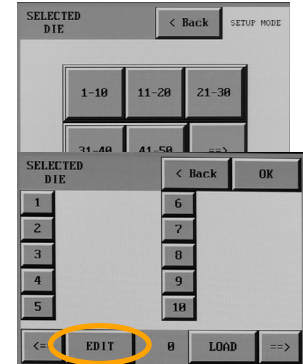 SELECTED
DIE
< Back
SETUP MODE
1-10
11-20
21-30
31-40
41-50
==>
SELECTED
DIE
< Back
OK
1
6
2
7
3
8
4
9
5
10
<==
EDIT
0
LOAD
==>